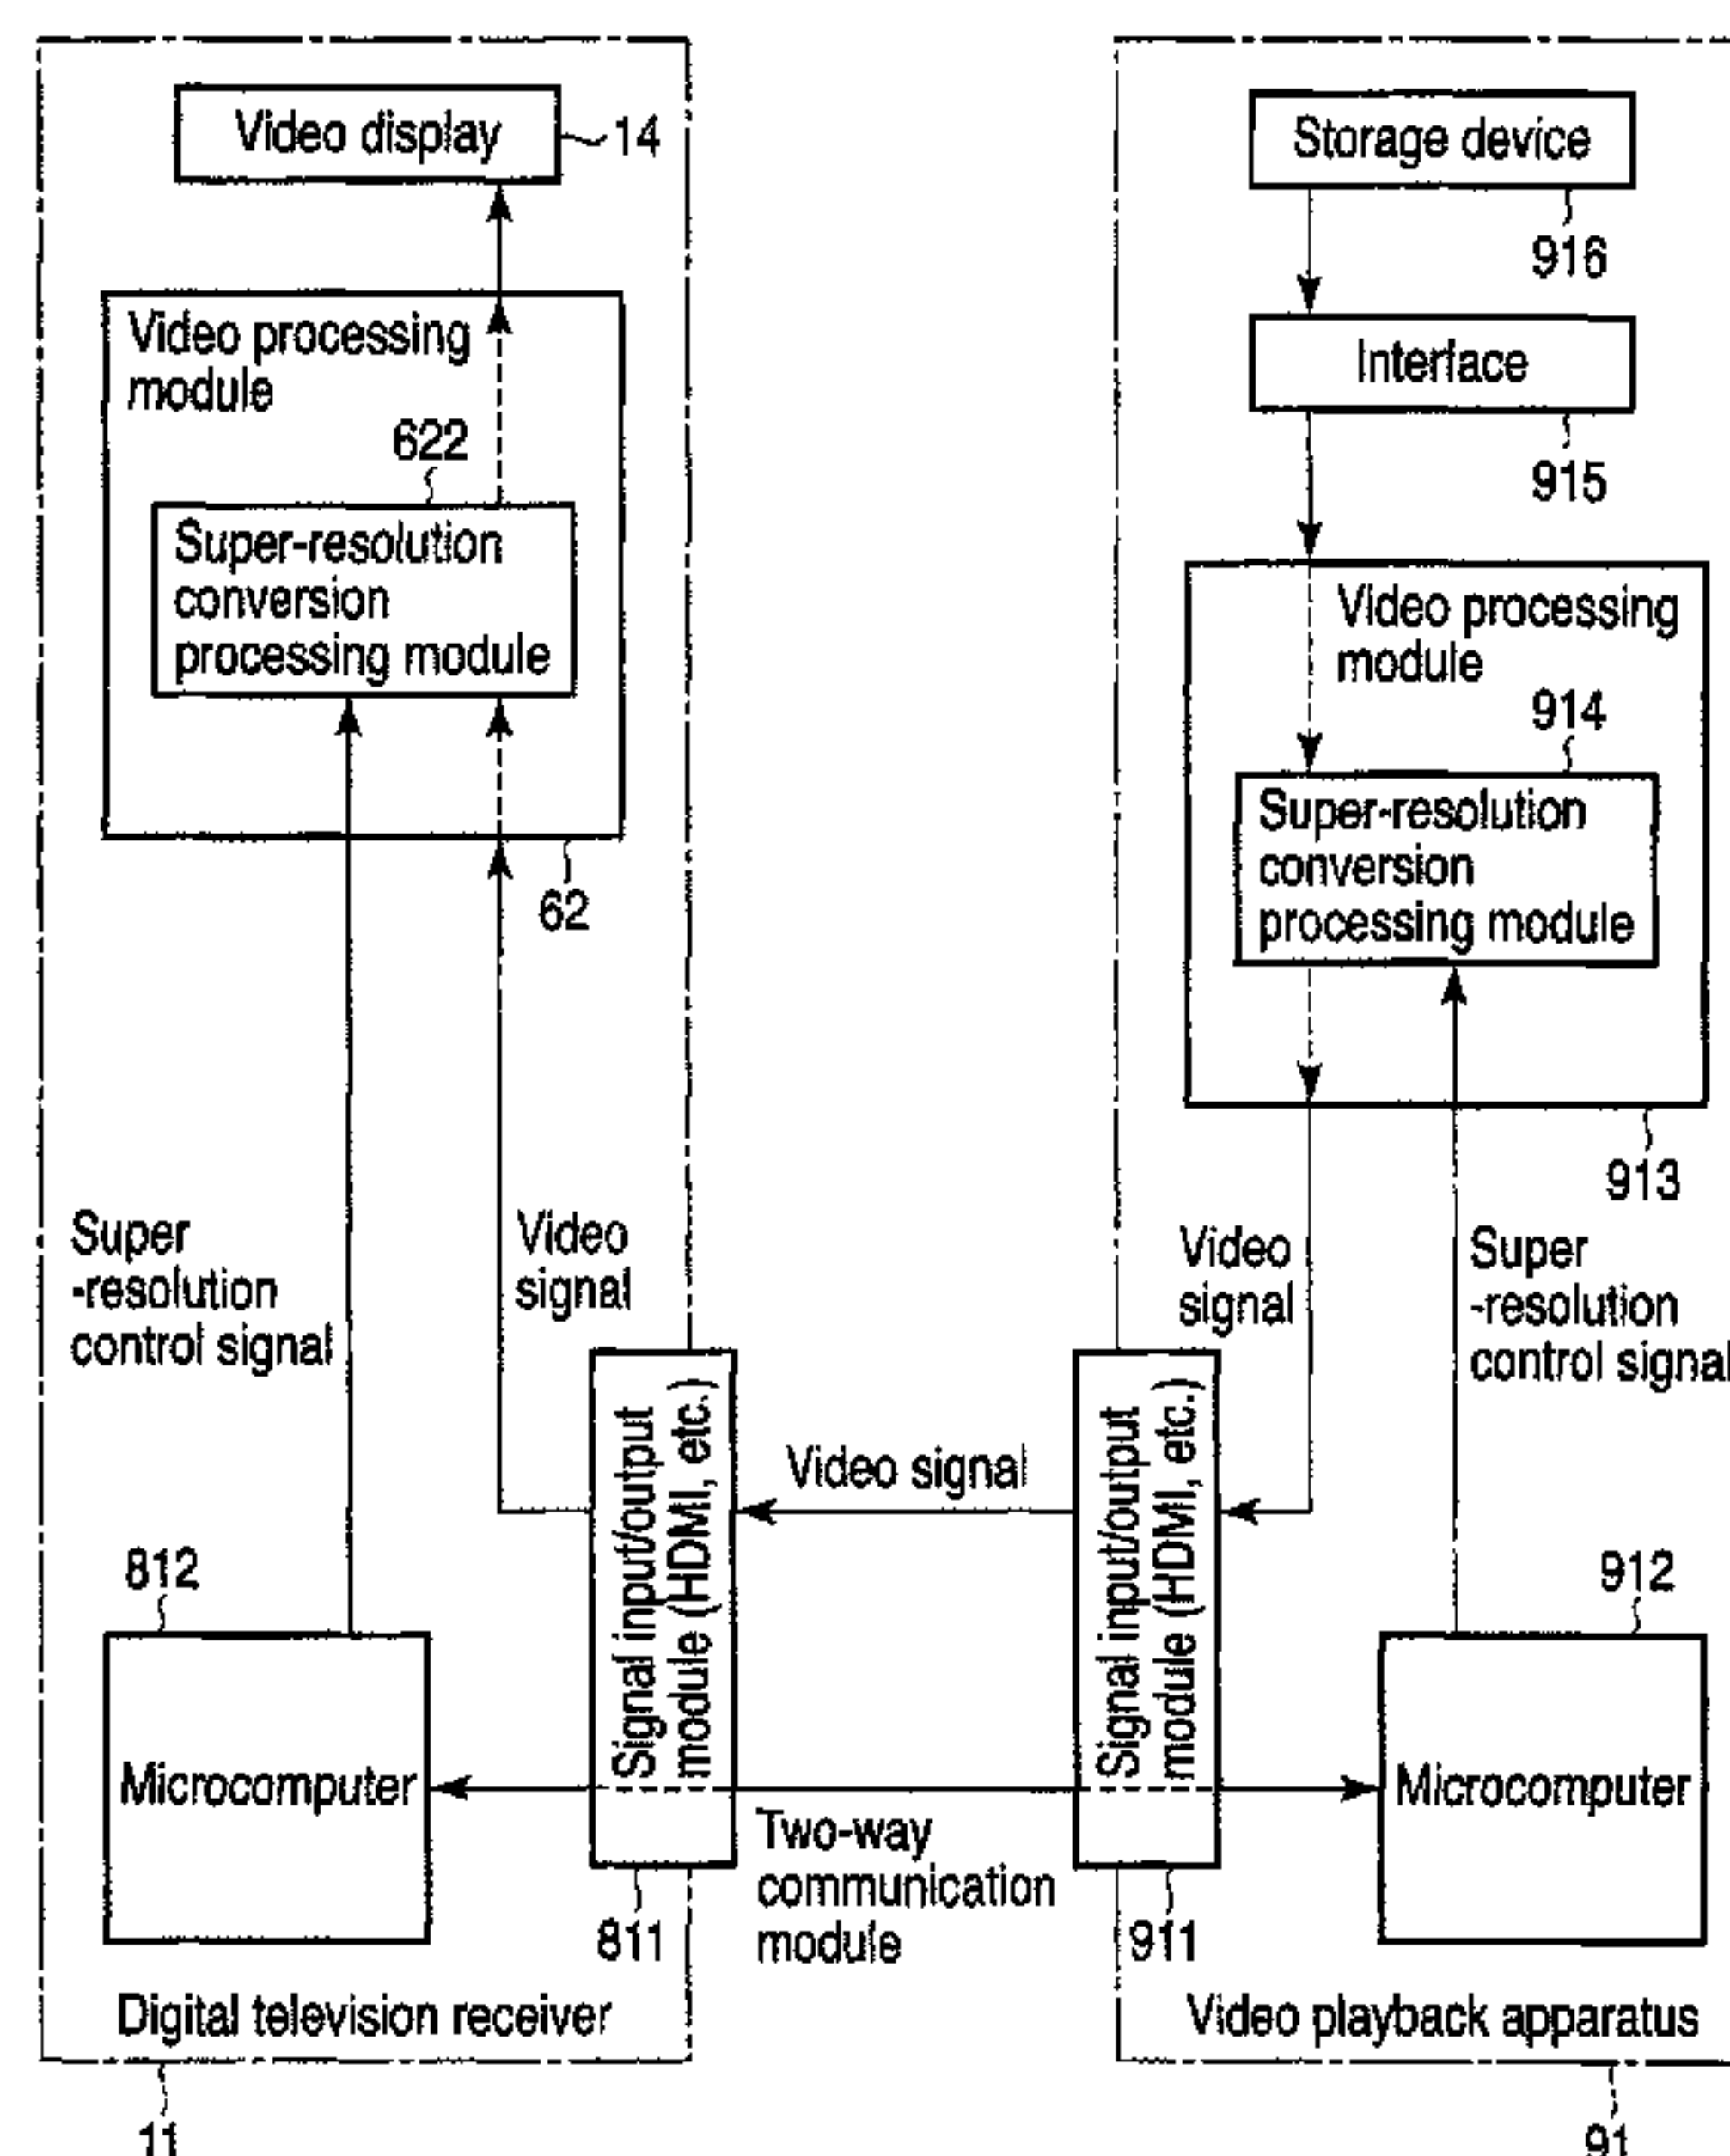 Video display
14
Video processing
module
622
Super-resolution
conversion
processing module
62
Super
-resolution
control signal
Video
signal
812
Microcomputer
Signal input/output
module (HDMI, etc.)
811
Digital television receiver
11
Video signal
Two-way
communication
module
Storage device
916
Interface
915
Video processing
module
914
Super-resolution
conversion
processing module
913
Video
signal
Super
-resolution
control signal
Signal input/output
module (HDMI, etc.)
911
912
Microcomputer
Video playback apparatus
91